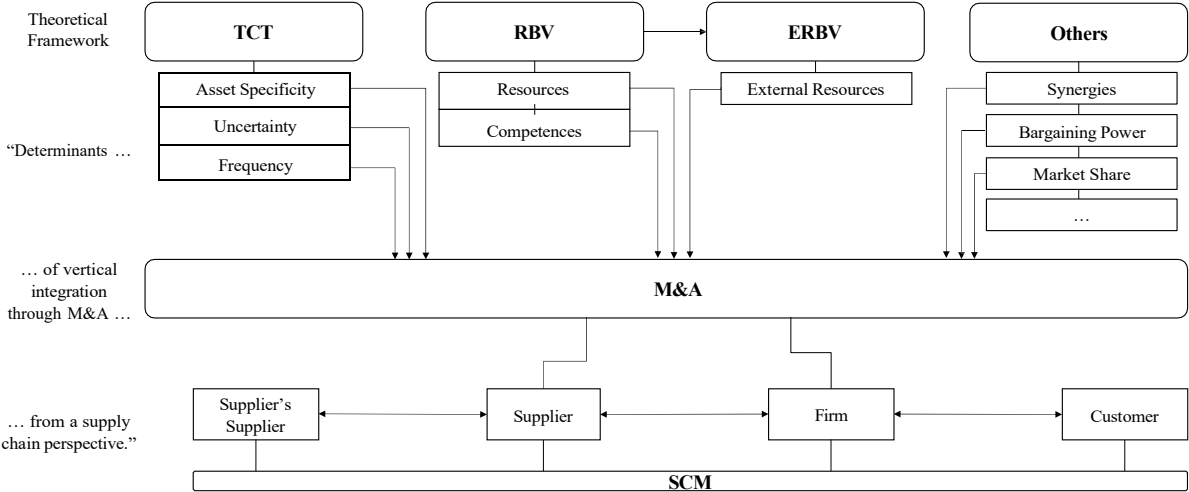 Theoretical
Framework
TCT
RBV
ERBV
Others
“Determinants …
Asset Specificity
Uncertainty
Frequency
Resources
Competences
External Resources
Synergies
Bargaining Power
Market Share
…
… of vertical
integration
through M&A …
M&A
… from a supply
chain perspective.”
Supplier’s
Supplier
Supplier
Firm
Customer
SCM